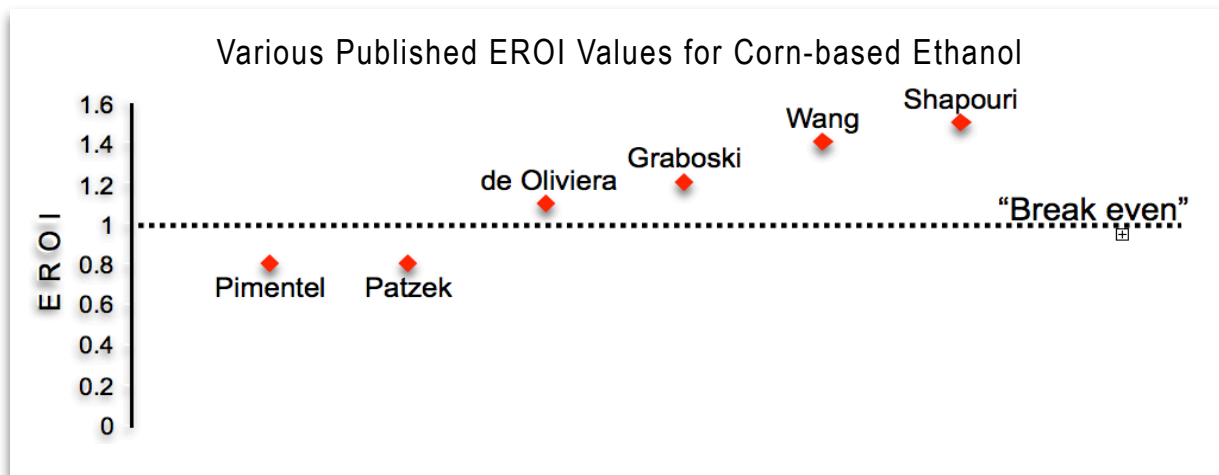 Various Published EROI Values for Corn-based Ethanol
1.6
Shapouri
Wang
1.4
Graboski
1.2
de Oliviera
"Break even"
1
EROI
0.8
Pimentel
Patzek
0.6
0.4
0.2
0